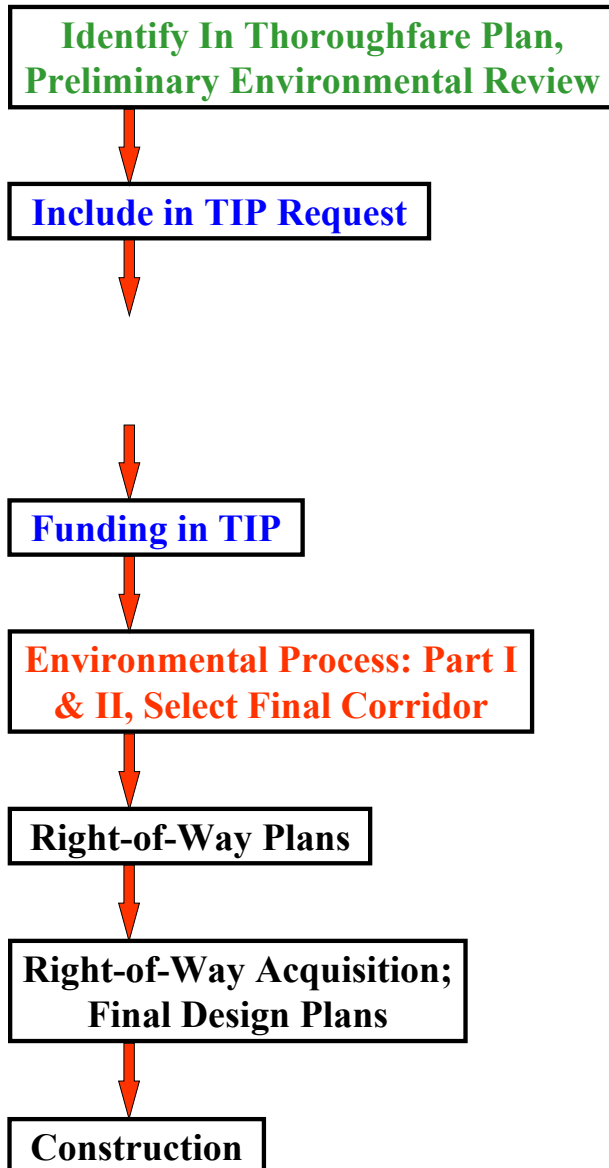 Identify In Thoroughfare Plan,
Preliminary Environmental Review
Include in TIP Request
Funding in TIP
Environmental Process: Part I
& II, Select Final Corridor
Right-of-Way Plans
Right-of-Way Acquisition;
Final Design Plans
Construction